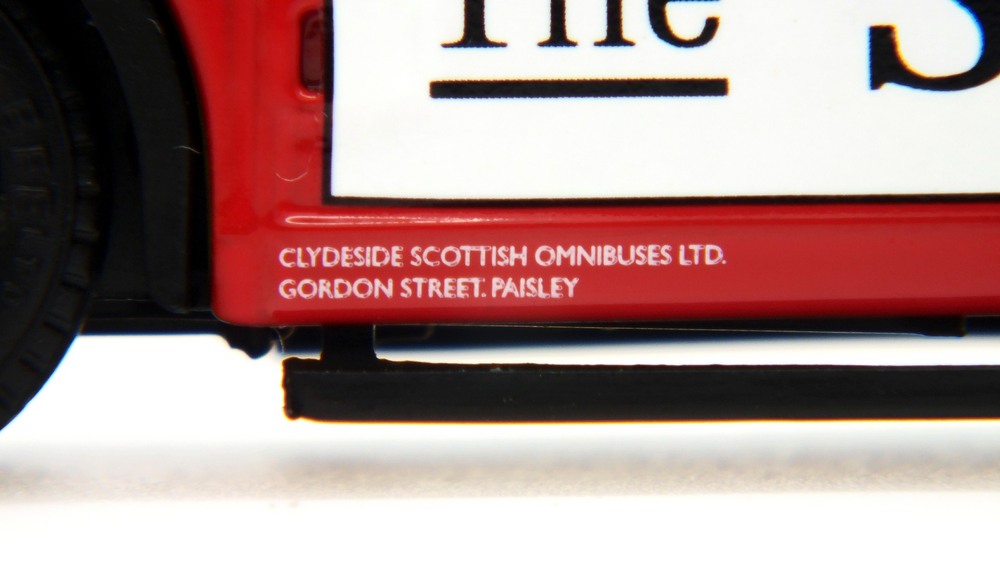 The S
CLYDESIDE SCOTTISH OMNIBUSES LTD.
GORDON STREET. PAISLEY